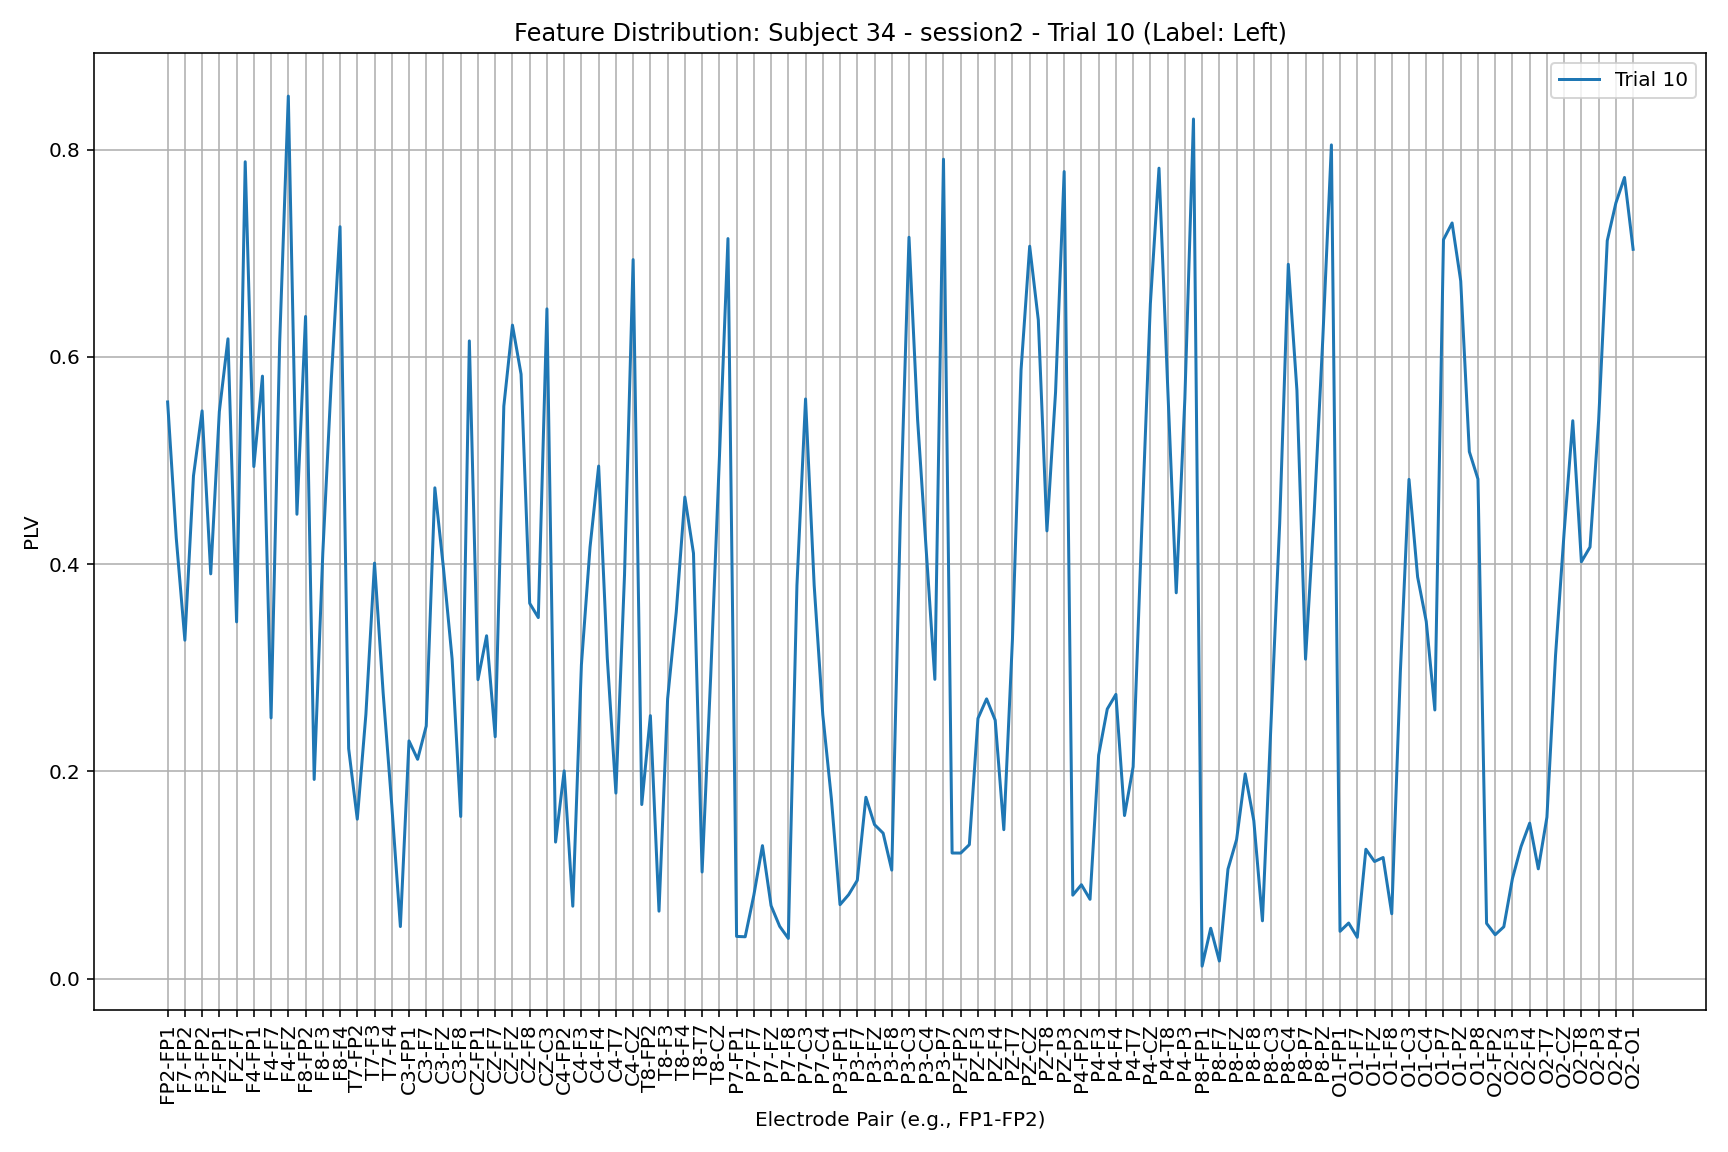 Feature Distribution: Subject 34 - session2 - Trial 10 (Label: Left)
Trial 10
PLV
0.8
0.6
0.4
0.2
0.0
FP2-FP1
F7-FP2
F3-FP2
FZ-FP1
FZ-F7
F4-FP1
F4-F7
F4-FZ
F8-FP2
F8-F3
F8-F4
T7-FP2
T7-F3
T7-F4
C3-FP1
C3-F7
C3-FZ
C3-F8
CZ-FP1
CZ-F7
CZ-FZ
CZ-F8
CZ-C3
C4-FP2
C4-F3
C4-F4
C4-T7
C4-CZ
T8-FP2
T8-F3
T8-F4
T8-T7
T8-CZ
P7-FP1
P7-F7
P7-FZ
P7-F8
P7-C3
P7-C4
P3-FP1
P3-F7
P3-FZ
P3-F8
P3-C3
P3-C4
P3-P7
PZ-FP2
PZ-F3
PZ-F4
PZ-T7
PZ-CZ
PZ-T8
PZ-P3
P4-FP2
P4-F3
P4-F4
P4-T7
P4-CZ
P4-T8
P4-P3
P8-FP1
P8-F7
P8-FZ
P8-F8
P8-C3
P8-C4
P8-P7
P8-PZ
O1-FP1
O1-F7
O1-FZ
O1-F8
O1-C3
O1-C4
O1-P7
O1-PZ
O1-P8
O2-FP2
O2-F3
O2-F4
O2-T7
O2-CZ
O2-T8
O2-P3
O2-P4
O2-O1
Electrode Pair (e.g., FP1-FP2)